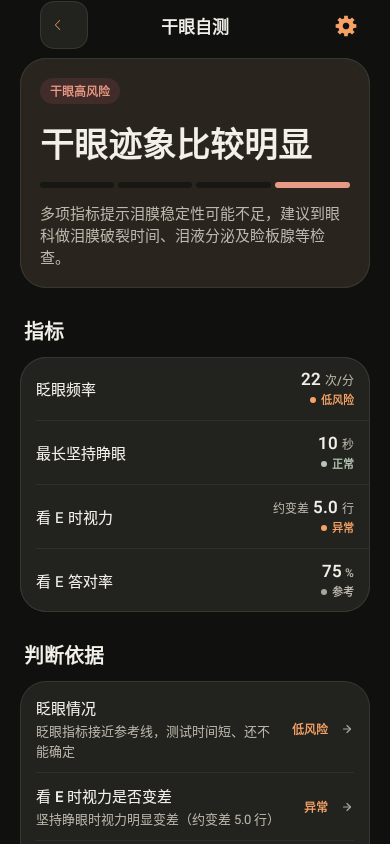 干眼自测
干眼高风险
干眼迹象比较明显
多项指标提示泪膜稳定性可能不足，建议到眼
科做泪膜破裂时间、泪液分泌及睑板腺等检
查。
指标
眨眼频率
22 次/分
低风险
最长坚持睁眼
10 秒
正常
看 E 时视力
约变差 5.0 行
异常
看 E 答对率
75 %
参考
判断依据
眨眼情况
眨眼指标接近参考线，测试时间短、还不
能确定
低风险
看 E 时视力是否变差
坚持睁眼时视力明显变差（约变差 5.0 行）
异常